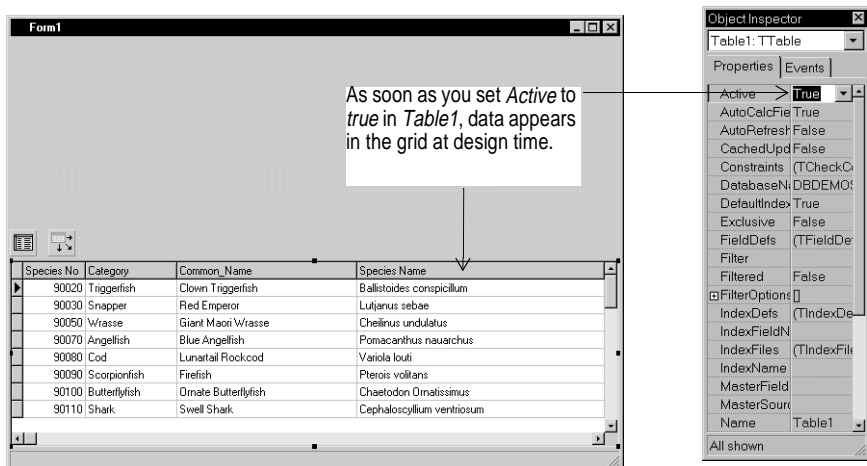 Form1
As soon as you set Active to
true in Table1, data appears
in the grid at design time.
Species No Category Common_Name Species Name
90020 Triggerfish Clown Triggerfish Ballistoides conspicillum
90030 Snapper Red Emperor Lutjanus sebae
90050 Wrasse Giant Maori Wrasse Cheilinus undulatus
90070 Angelfish Blue Angelfish Pomacanthus nauarchus
90080 Cod Lunartail Rockcod Variola louti
90090 Scorpionfish Firefish Pterois volitans
90100 Butterflyfish Ornate Butterflyfish Chaetodon Ornatissimus
90110 Shark Swell Shark Cephaloscyllium ventriosum
Object Inspector
Table1: TTable
Properties Events
Active True
AutoCalcFie True
AutoRefresh False
CachedUpd False
Constraints (TCheckCo
DatabaseNa DBDEMOS
DefaultIndex True
Exclusive False
FieldDefs (TFieldDef
Filter
Filtered False
FilterOptions []
IndexDefs (TIndexDe
IndexFieldN
IndexFiles (TIndexFile
IndexName
MasterField
MasterSourc
Name Table1
All shown